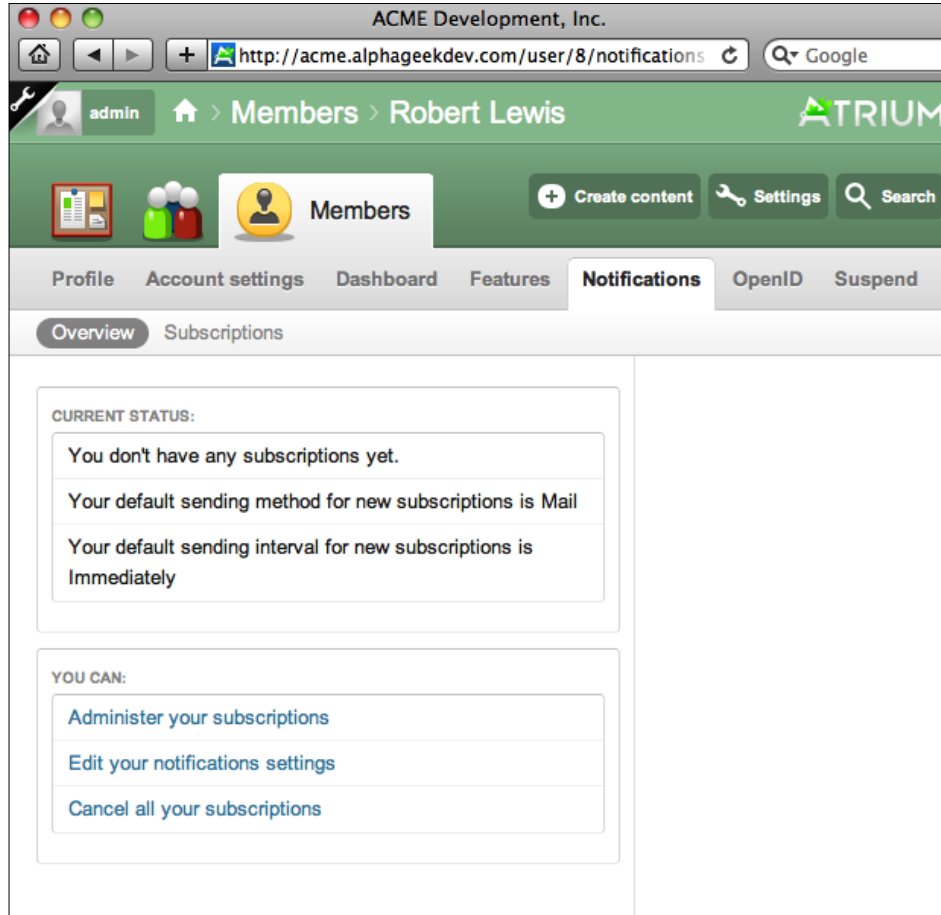 ACME Development, Inc.
http://acme.alphageekdev.com/user/8/notifications
Google
admin
Members > Robert Lewis
ATRIUM
Members
Create content
Settings
Search
Profile
Account settings
Dashboard
Features
Notifications
OpenID
Suspend
Overview
Subscriptions
CURRENT STATUS:
You don't have any subscriptions yet.
Your default sending method for new subscriptions is Mail
Your default sending interval for new subscriptions is
Immediately
YOU CAN:
Administer your subscriptions
Edit your notifications settings
Cancel all your subscriptions